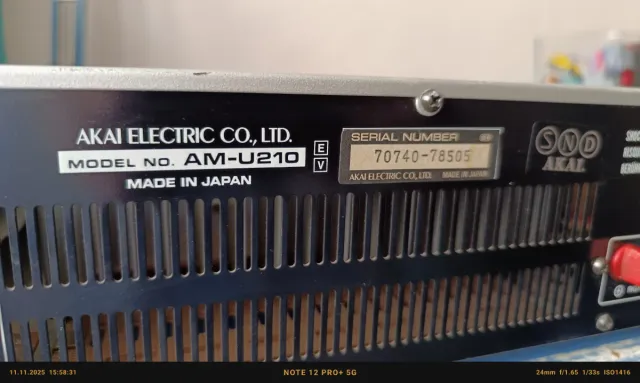 AKAI ELECTRIC CO., LTD.
MODEL NO. AM-U210
E
V
MADE IN JAPAN
SERIAL NUMBER
70740-78505
AKAI ELECTRIC CO., LTD. MADE IN JAPAN
SND
AKAI
11.11.2025 15:58:31
NOTE 12 PRO+ 5G
24mm f/1.65 1/33s ISO1416